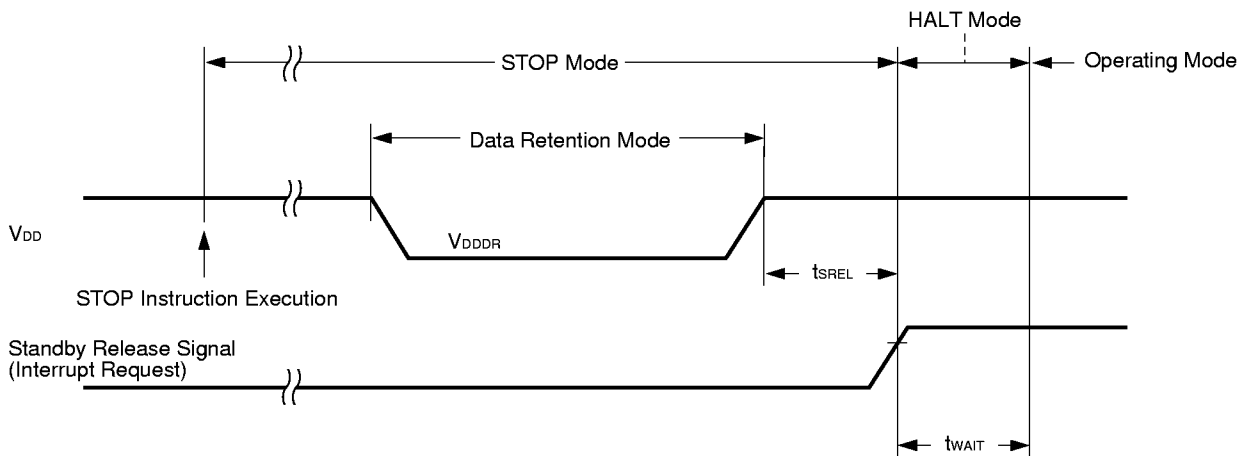 HALT Mode
STOP Mode
Operating Mode
Data Retention Mode
VDD
VDDDR
tSREL
STOP Instruction Execution
Standby Release Signal
(Interrupt Request)
tWAIT